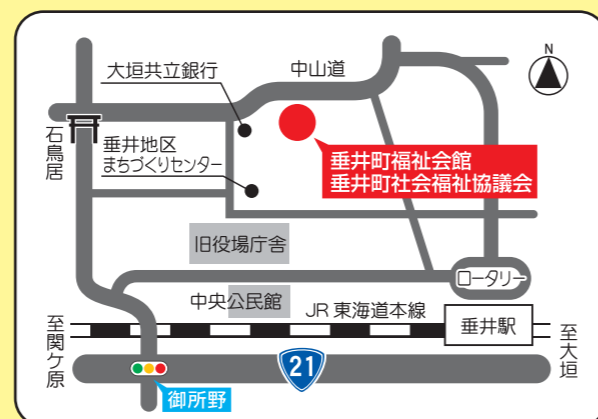 大垣共立銀行
中山道
N
石鳥居
垂井地区
まちづくりセンター
垂井町福祉会館
垂井町社会福祉協議会
旧役場庁舎
ロータリー
中央公民館
JR東海道本線
垂井駅
至関ケ原
至大垣
21
御所野